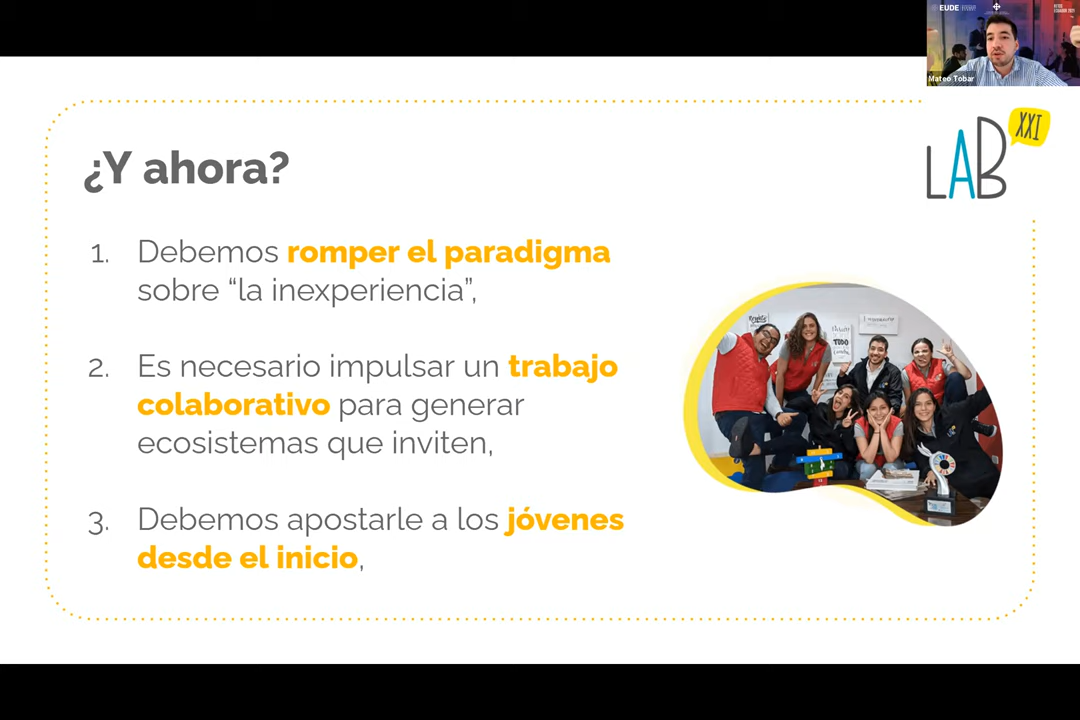 EUDE
Mateo Tobar
LAB
XXI
¿Y ahora?
1. Debemos romper el paradigma
sobre “la inexperiencia”,
2. Es necesario impulsar un trabajo
colaborativo para generar
ecosistemas que inviten,
3. Debemos apostarle a los jóvenes
desde el inicio,
TODO